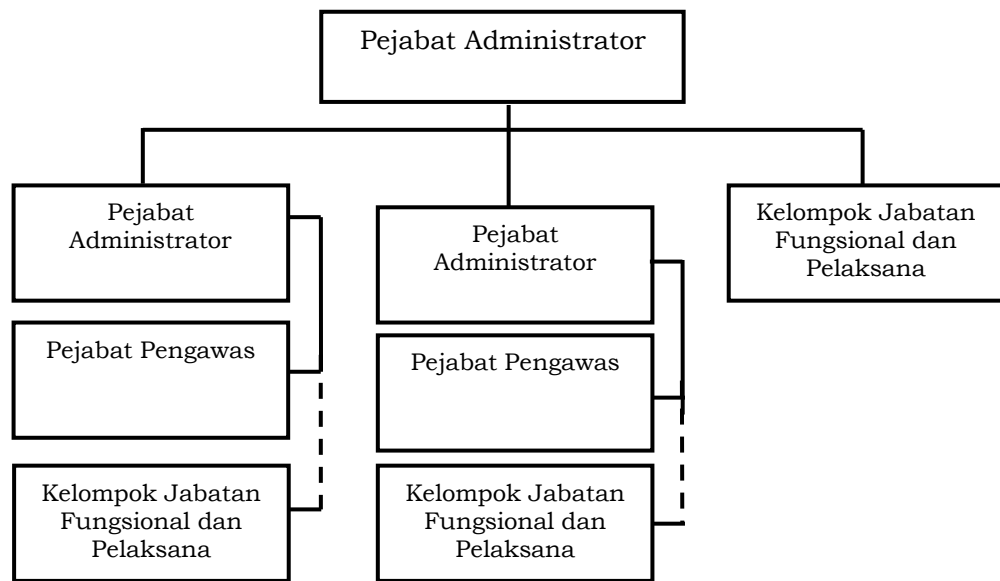 Pejabat Administrator
Pejabat
Administrator
Pejabat Pengawas
Kelompok Jabatan
Fungsional dan
Pelaksana
Pejabat
Administrator
Pejabat Pengawas
Kelompok Jabatan
Fungsional dan
Pelaksana
Kelompok Jabatan
Fungsional dan
Pelaksana